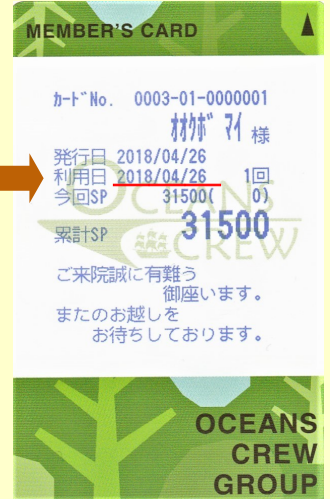 MEMBER'S CARD
カード No. 0003-01-0000001
オオクボ マイ 様
発行日 2018/04/26
利用日 2018/04/26 1回
今回SP 31500( 0)
累計SP 31500
OCEANS
CREW
ご来院誠に有難う
御座います。
またのお越しを
お待ちしております。
OCEANS
CREW
GROUP